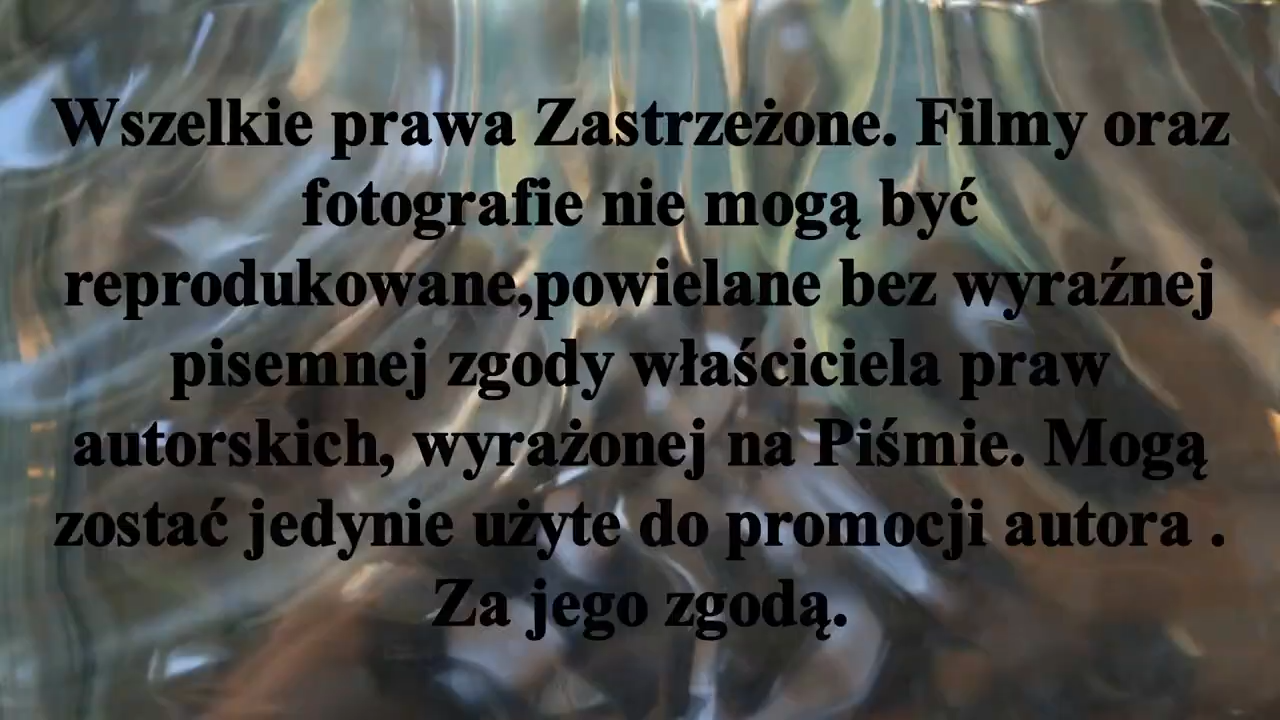 Wszelkie prawa Zastrzeżone. Filmy oraz
fotografie nie mogą być
reprodukowane,powielane bez wyraźnej
pisemnej zgody właściciela praw
autorskich, wyrażonej na Piśmie. Mogą
zostać jedynie użyte do promocji autora .
Za jego zgodą.